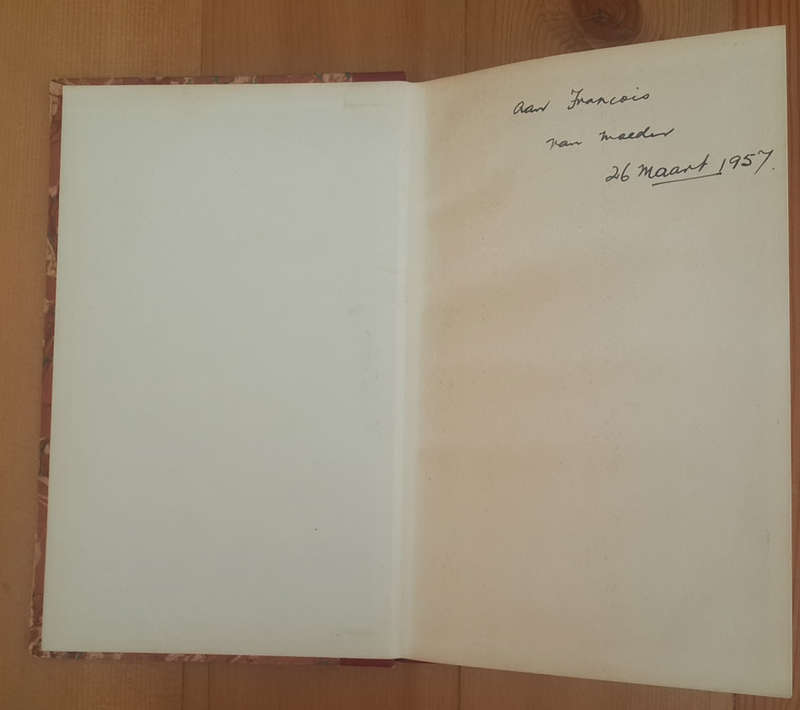 aan Francois
van moeder
26 Maart 1957.